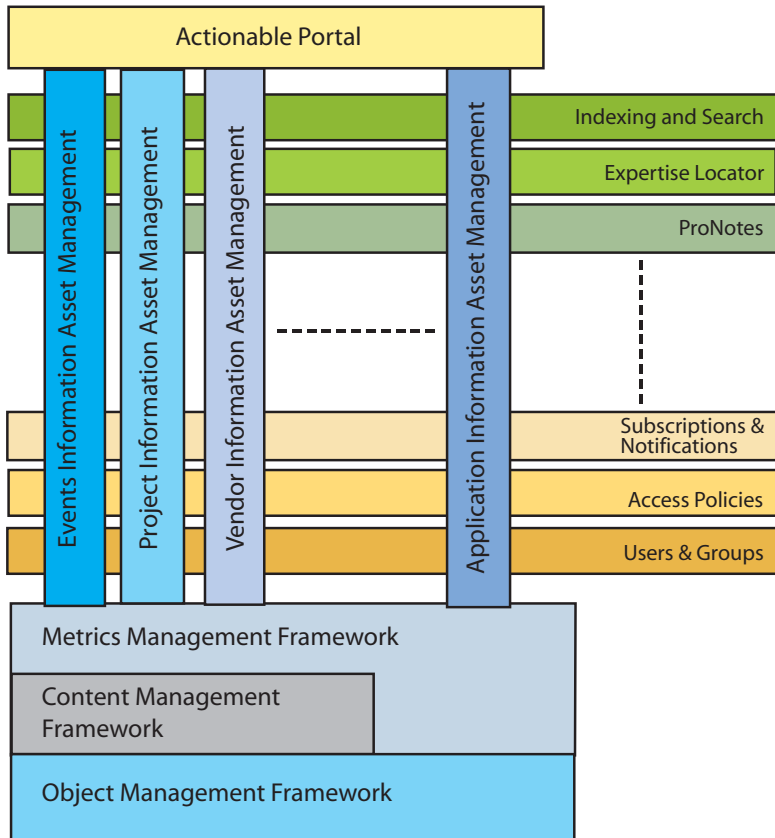 Actionable Portal
Events Information Asset Management
Project Information Asset Management
Vendor Information Asset Management
Application Information Asset Management
Indexing and Search
Expertise Locator
ProNotes
Subscriptions &
Notifications
Access Policies
Users & Groups
Metrics Management Framework
Content Management
Framework
Object Management Framework